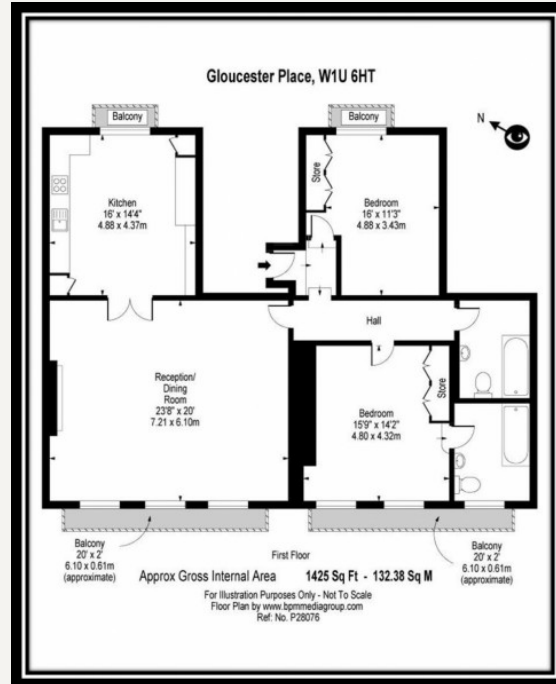 Gloucester Place, W1U 6HT
Balcony
Balcony
N
Kitchen
16' x 14'4"
4.88 x 4.37m
Store
Bedroom
16' x 11'3"
4.88 x 3.43m
Hall
Reception/
Dining
Room
23'8" x 20'
7.21 x 6.10m
Bedroom
15'9" x 14'2"
4.80 x 4.32m
Store
Balcony
20' x 2'
6.10 x 0.61m
(approximate)
Balcony
20' x 2'
6.10 x 0.61m
(approximate)
First Floor
Approx Gross Internal Area 1425 Sq Ft - 132.38 Sq M
For Illustration Purposes Only - Not To Scale
Floor Plan by www.bpmmediagroup.com
Ref: No. P28076